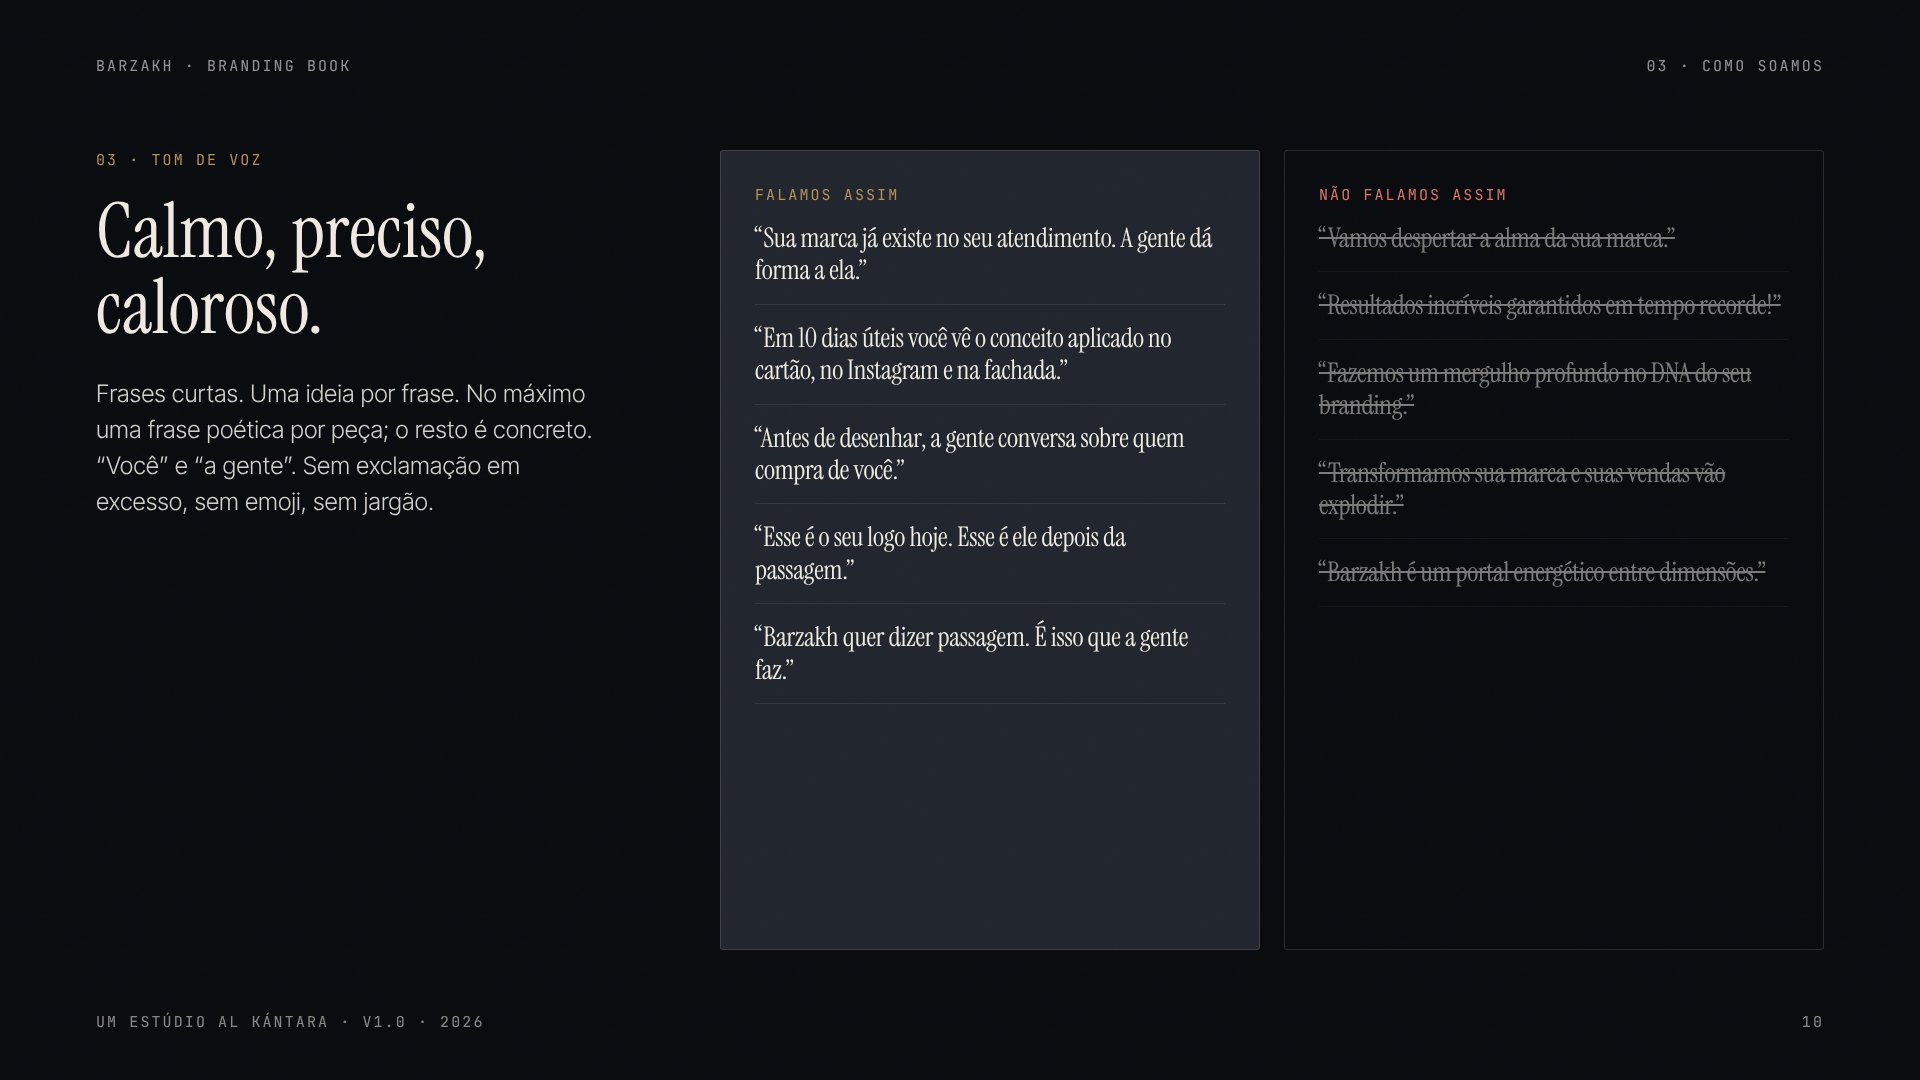 BARZAKH · BRANDING BOOK
03 · COMO SOAMOS
03 · TOM DE VOZ
Calmo, preciso,
caloroso.
Frases curtas. Uma ideia por frase. No máximo
uma frase poética por peça; o resto é concreto.
“Você” e “a gente”. Sem exclamação em
excesso, sem emoji, sem jargão.
FALAMOS ASSIM
“Sua marca já existe no seu atendimento. A gente dá
forma a ela.”
“Em 10 dias úteis você vê o conceito aplicado no
cartão, no Instagram e na fachada.”
“Antes de desenhar, a gente conversa sobre quem
compra de você.”
“Esse é o seu logo hoje. Esse é ele depois da
passagem.”
“Barzakh quer dizer passagem. É isso que a gente
faz.”
NÃO FALAMOS ASSIM
“Vamos despertar a alma da sua marca.”
“Resultados incríveis garantidos em tempo recorde!”
“Fazemos um mergulho profundo no DNA do seu
branding.”
“Transformamos sua marca e suas vendas vão
explodir.”
“Barzakh é um portal energético entre dimensões.”
UM ESTÚDIO AL KÁNTARA · V1.0 · 2026
10